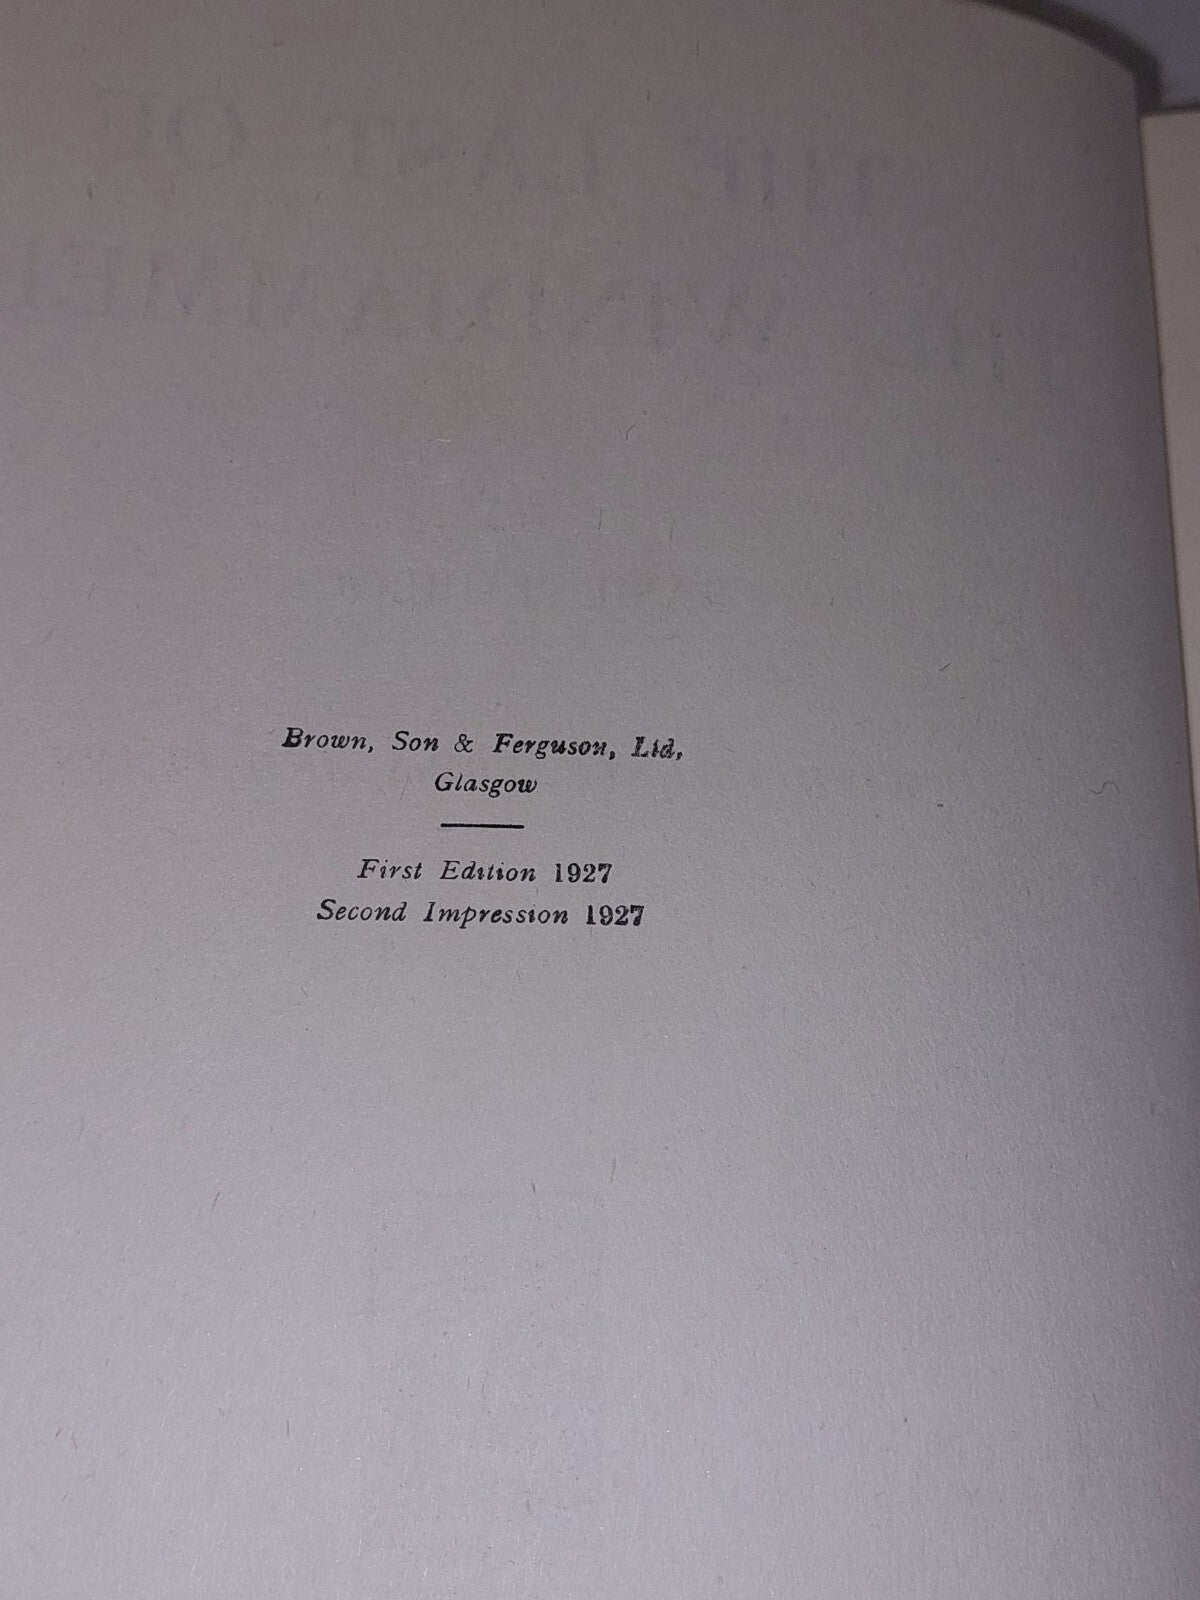 Brown, Son & Ferguson, Ltd,
Glasgow
First Edition 1927
Second Impression 1927